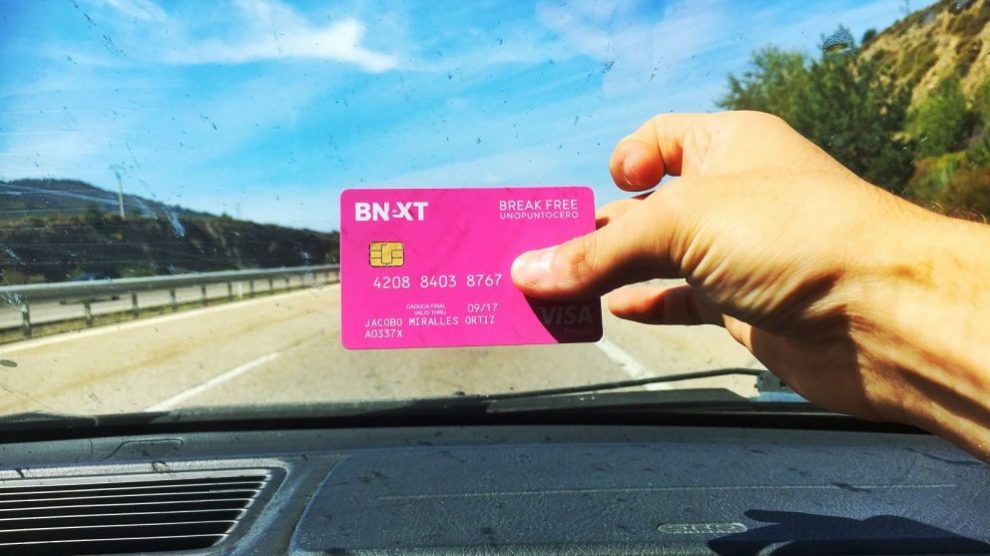 BNEXT
BREAK FREE
UNOPUNTOCERO
4208 8403 8767
CADUCA FINAL
VALID THRU
09/17
JACOBO MIRALLES ORTIZ
A0337X
VISA